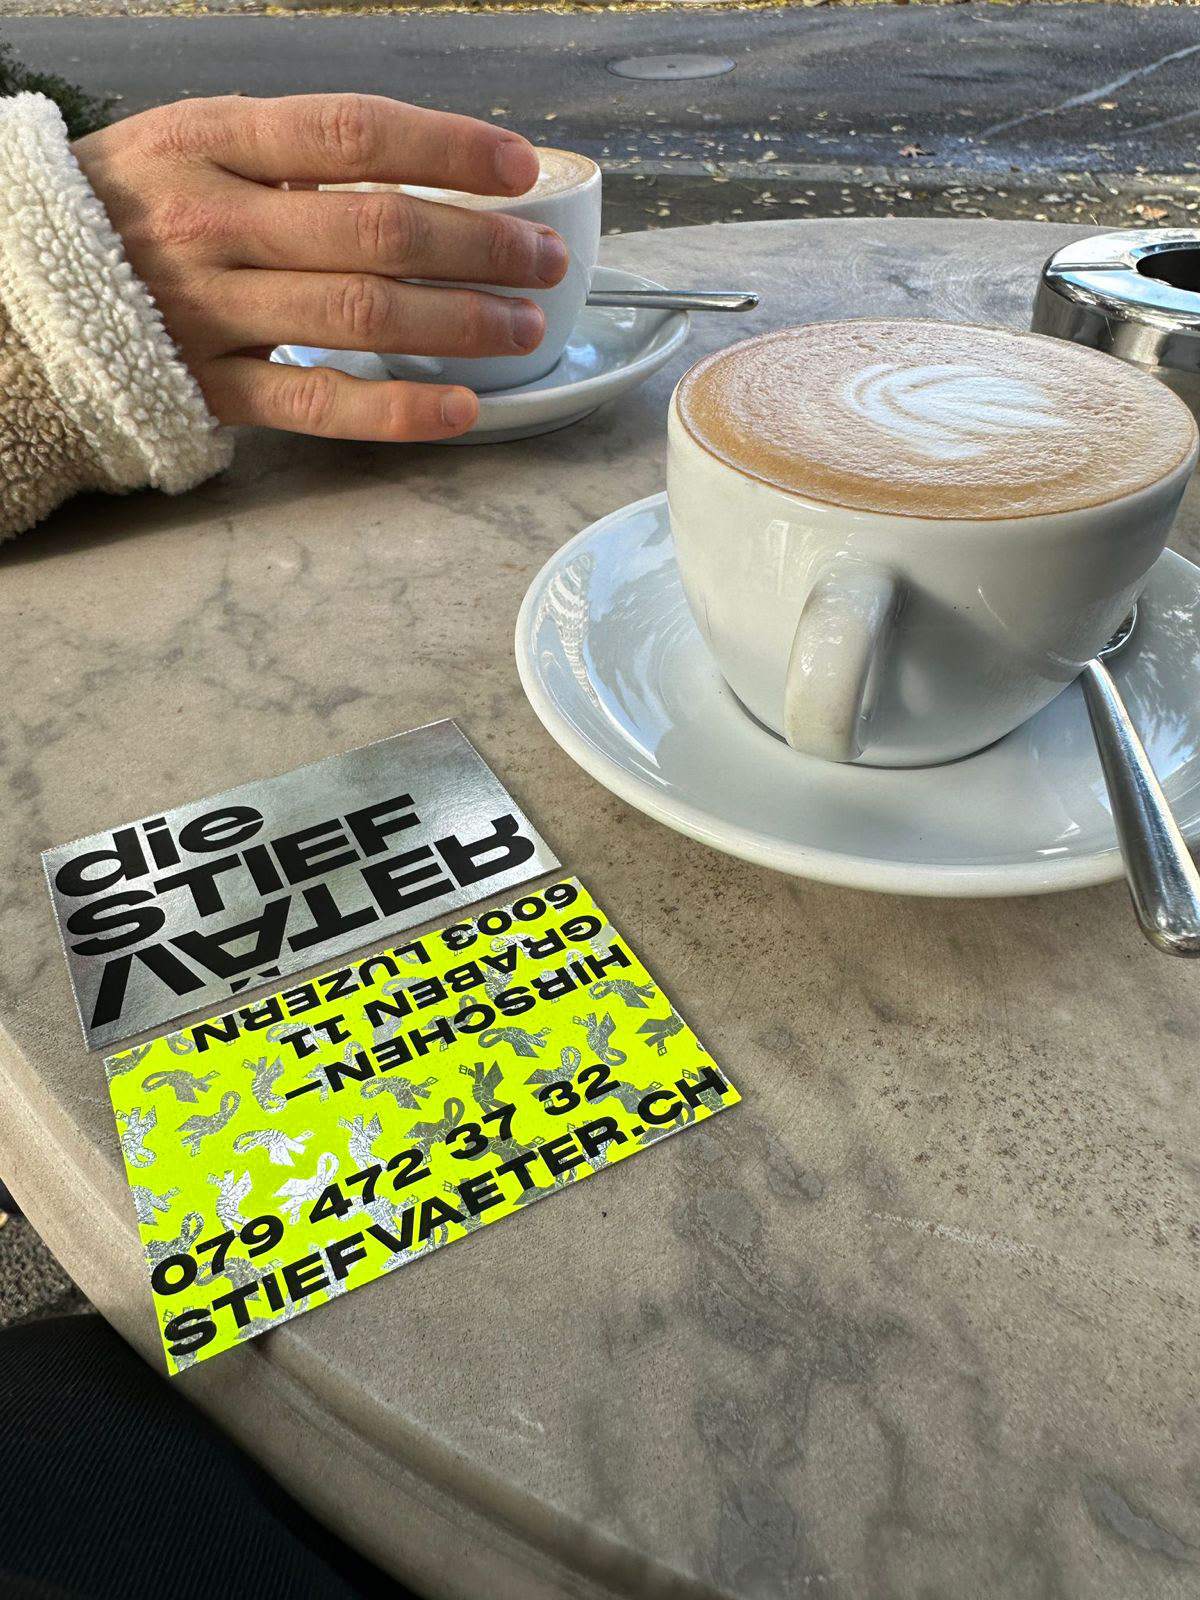 die
STIEF
VÄTER
HIRSCHEN–
GRABEN 11
6003 LUZERN
079 472 37 32
STIEFVAETER.CH